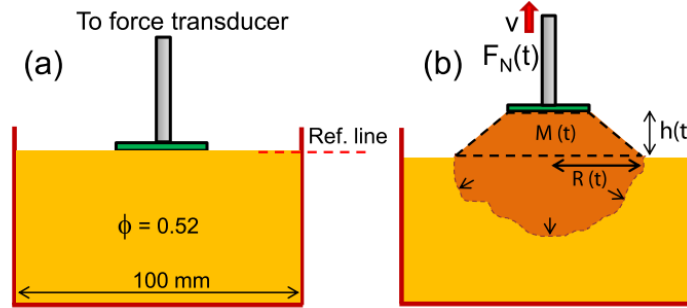 To force transducer
(a)
Ref. line
ϕ = 0.52
100 mm
(b)
v
F_N(t)
M (t)
h(t
R (t)